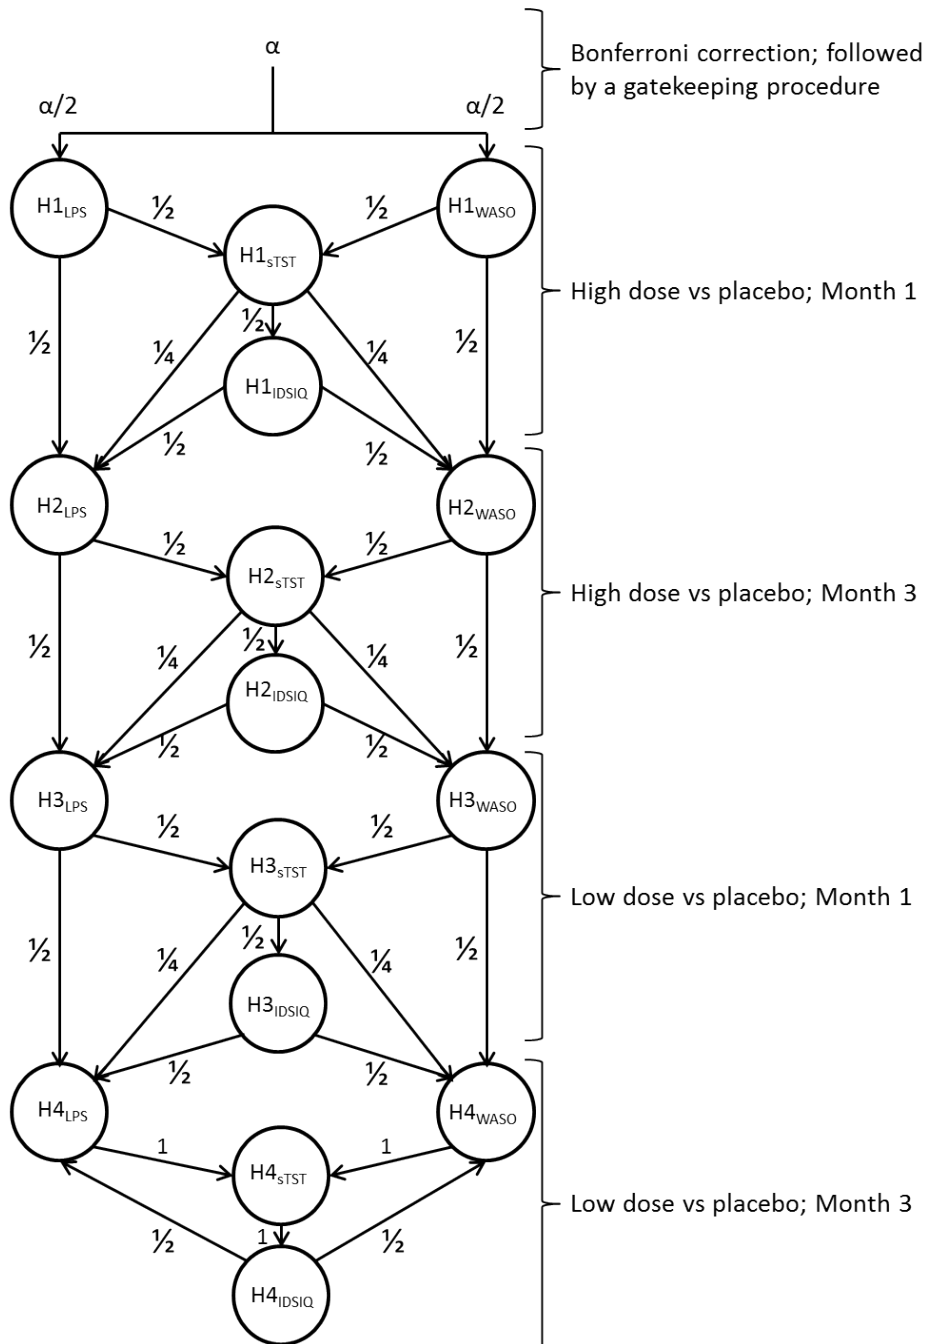 α
Bonferroni correction; followed
by a gatekeeping procedure
α/2
α/2
H1LPS
½
½
H1WASO
H1sTST
High dose vs placebo; Month 1
½
¼
½
¼
½
H1IDSIQ
½
½
H2LPS
H2WASO
½
½
H2sTST
High dose vs placebo; Month 3
½
¼
½
¼
½
H2IDSIQ
½
½
H3LPS
H3WASO
½
½
H3sTST
Low dose vs placebo; Month 1
½
¼
½
¼
½
H3IDSIQ
½
½
H4LPS
H4WASO
1
1
H4sTST
Low dose vs placebo; Month 3
½
1
½
H4IDSIQ